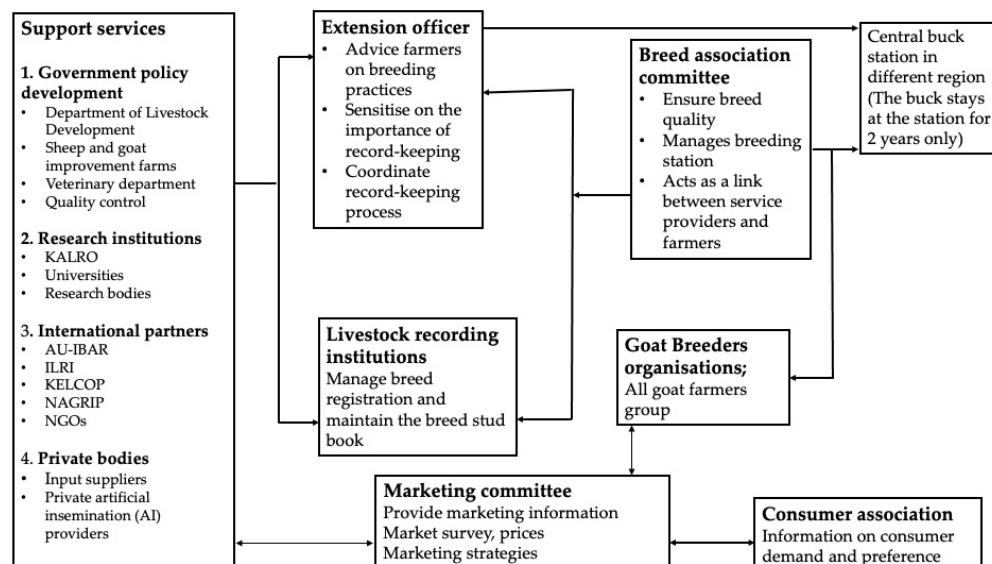 Support services
1. Government policy
development
• Department of Livestock
Development
• Sheep and goat
improvement farms
• Veterinary department
• Quality control
2. Research institutions
• KALRO
• Universities
• Research bodies
3. International partners
• AU-IBAR
• ILRI
• KELCOP
• NAGRIP
• NGOs
4. Private bodies
• Input suppliers
• Private artificial
insemination (AI)
providers
Extension officer
• Advice farmers
on breeding
practices
• Sensitise on the
importance of
record-keeping
• Coordinate
record-keeping
process
Breed association
committee
• Ensure breed
quality
• Manages breeding
station
• Acts as a link
between service
providers and
farmers
Central buck
station in
different region
(The buck stays
at the station for
2 years only)
Livestock recording
institutions
Manage breed
registration and
maintain the breed stud
book
Goat Breeders
organisations;
All goat farmers
group
Marketing committee
Provide marketing information
Market survey, prices
Marketing strategies
Consumer association
Information on consumer
demand and preference